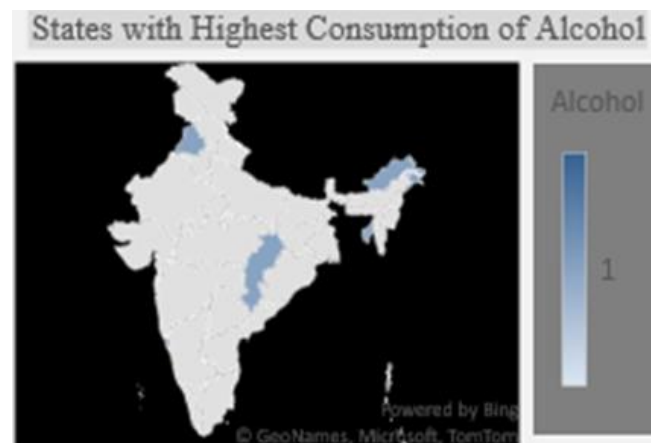 States with Highest Consumption of Alcohol
Alcohol
1
Powered by Bing
© GeoNames, Microsoft, TomTom